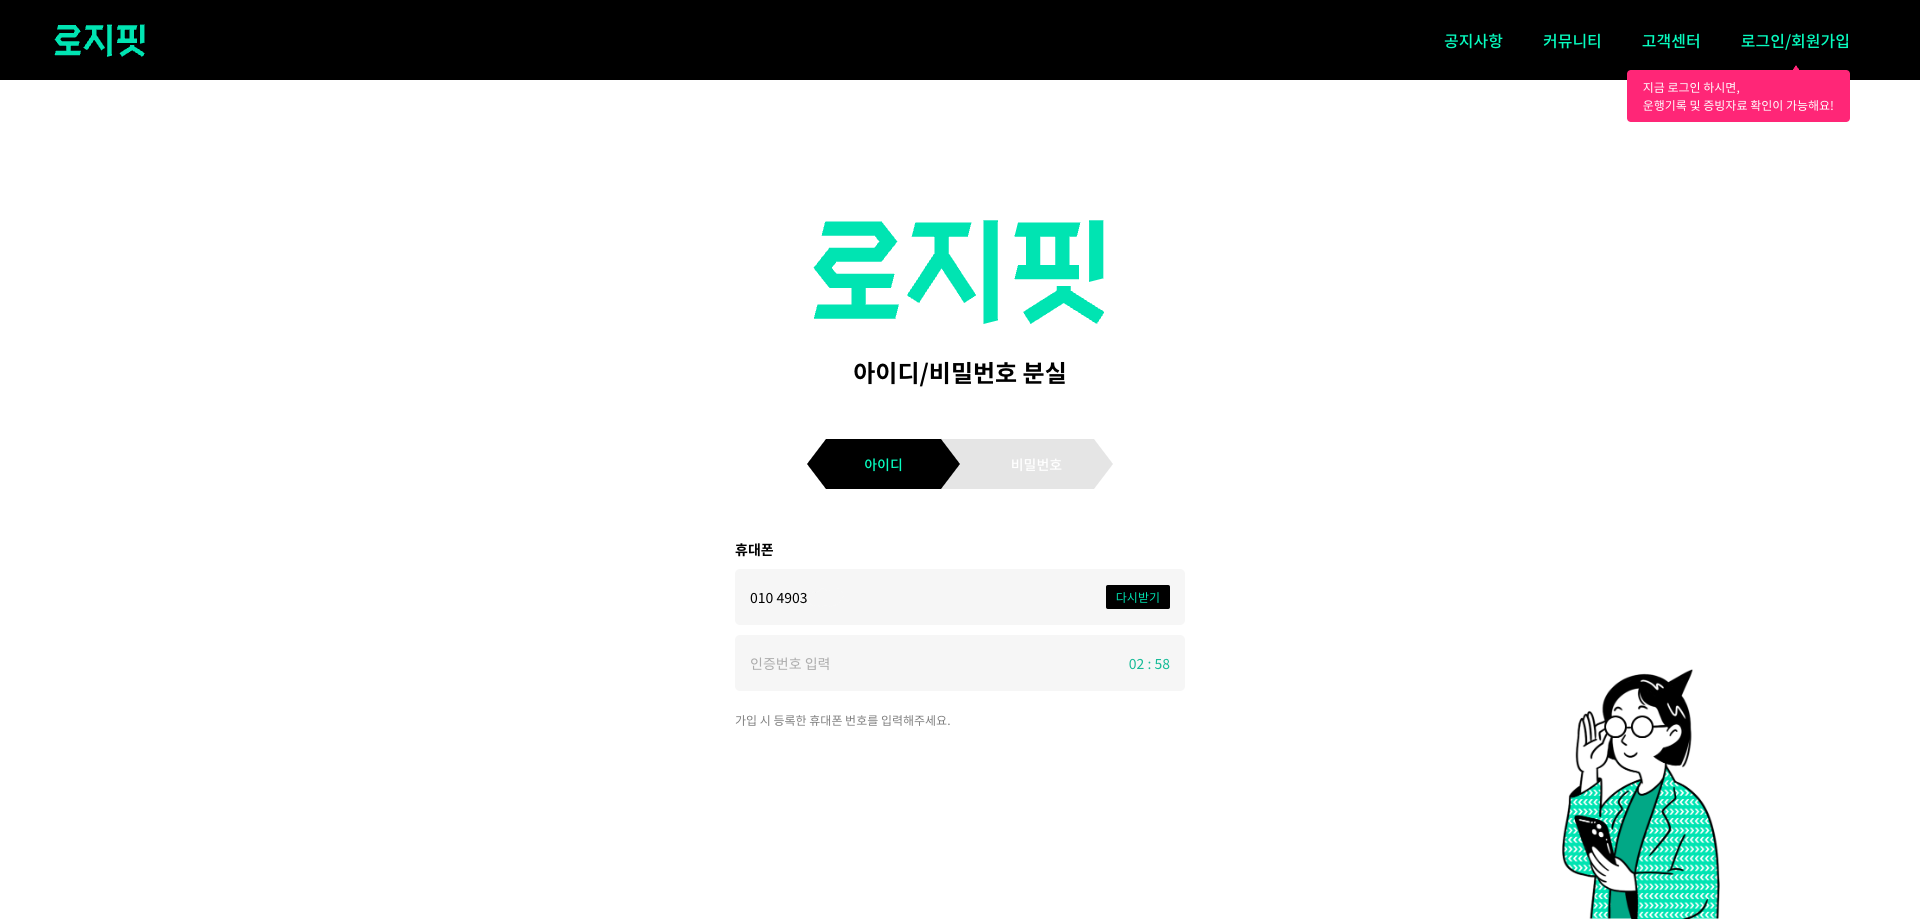 로지핏
공지사항 커뮤니티 고객센터 로그인/회원가입
지금 로그인 하시면,
운행기록 및 증빙자료 확인이 가능해요!
로지핏
아이디/비밀번호 분실
아이디 비밀번호
휴대폰
010 4903 다시받기
인증번호 입력 02 : 58
가입 시 등록한 휴대폰 번호를 입력해주세요.